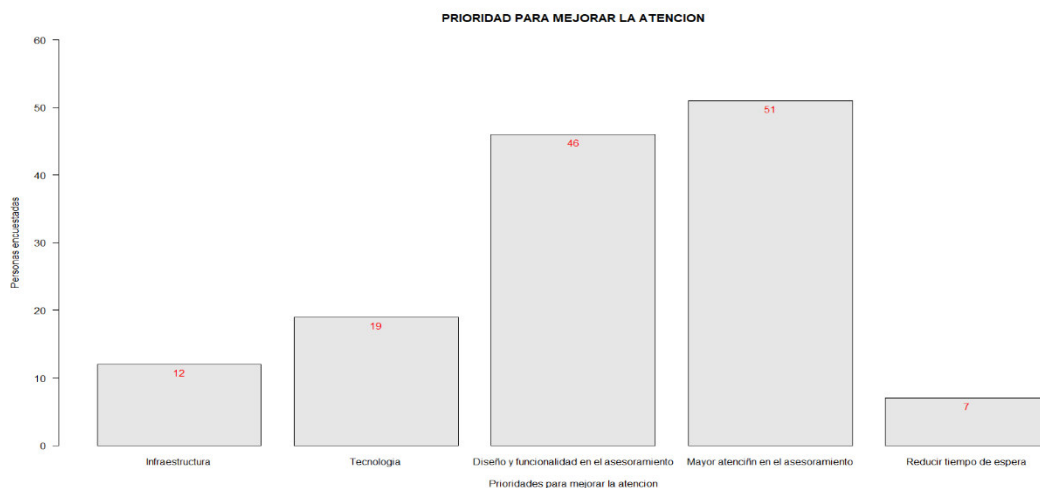 PRIORIDAD PARA MEJORAR LA ATENCION
60
50
40
30
20
10
0
Personas encuestadas
12
19
46
51
7
Infraestructura
Tecnologia
Diseño y funcionalidad en el asesoramiento
Mayor atenciñn en el asesoramiento
Reducir tiempo de espera
Prioridades para mejorar la atencion